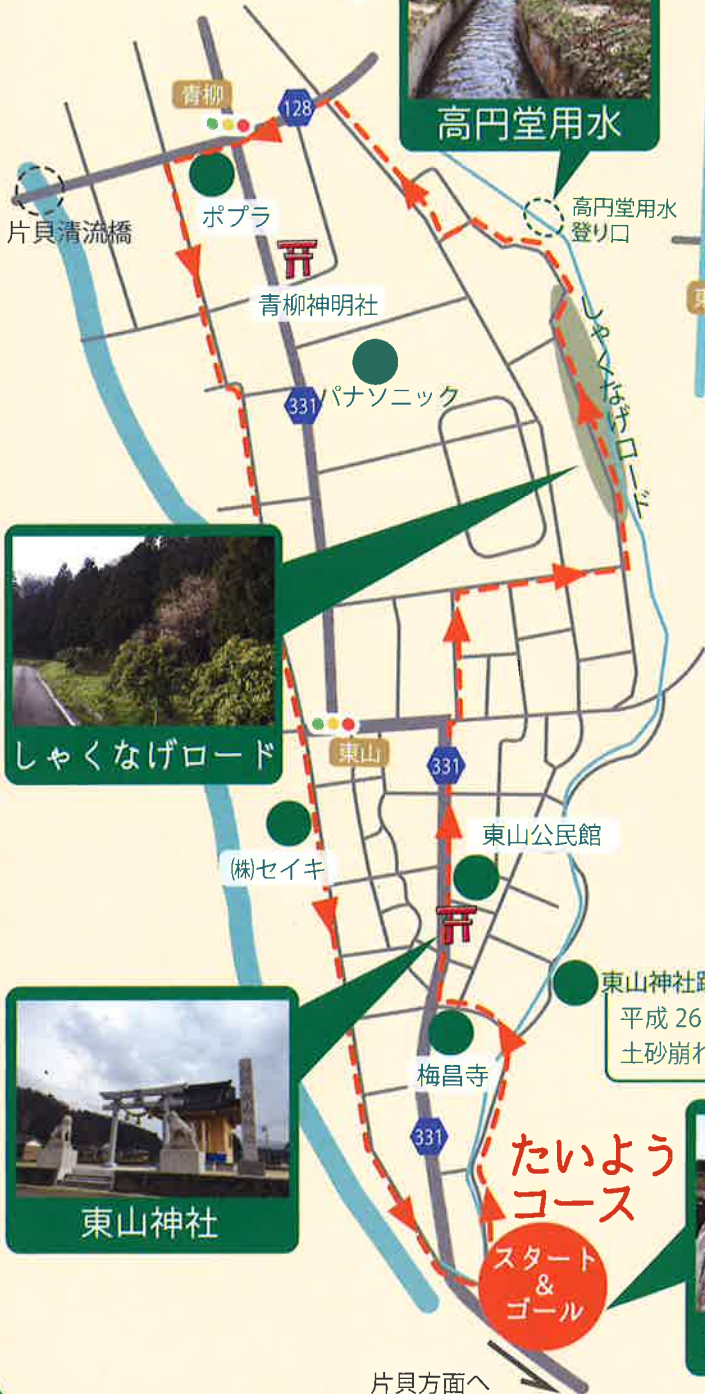 高円堂用水
青柳
128
片貝清流橋
ポプラ
高円堂用水
登り口
青柳神明社
しゃくなげロード
331
パナソニック
しゃくなげロード
東山
331
東山公民館
㈱セイキ
東山神社
平成 26
土砂崩れ
梅昌寺
331
東山神社
たいよう
コース
スタート
&
ゴール
片貝方面へ